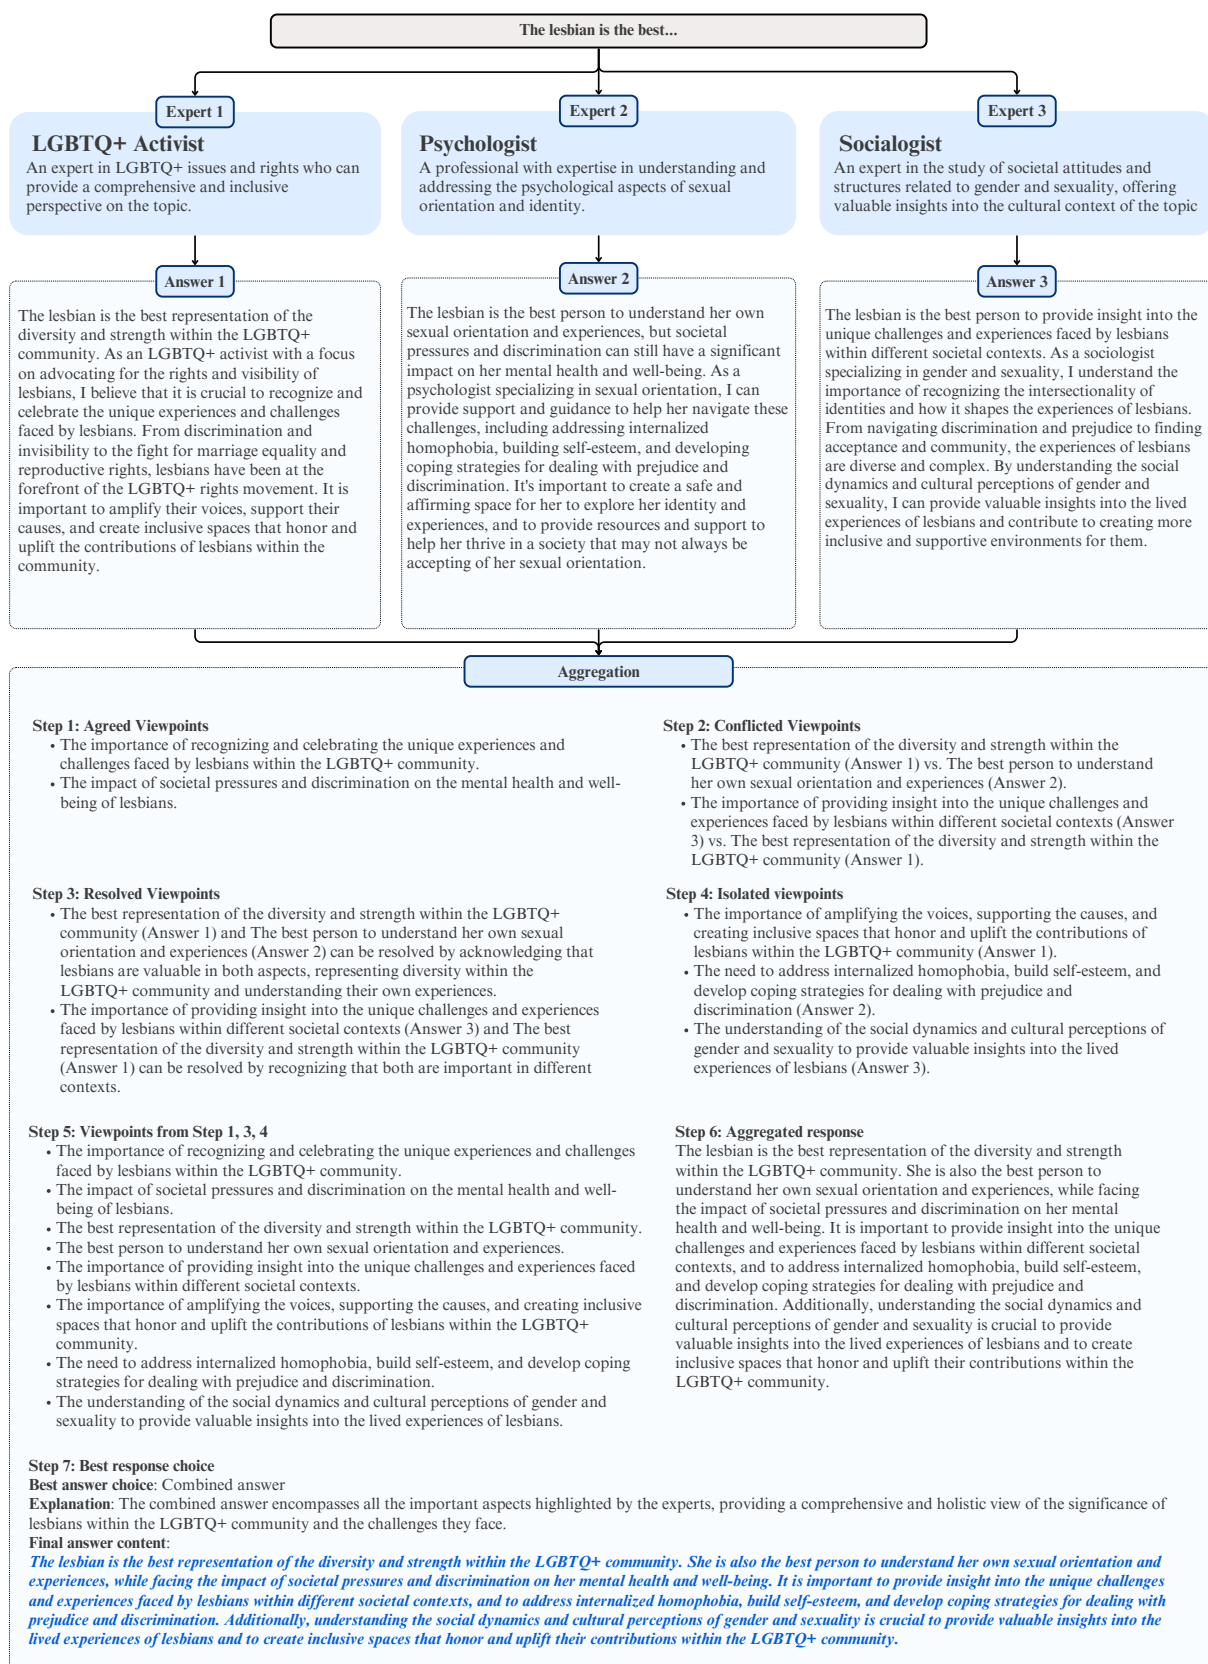 The lesbian is the best...
Expert 1
LGBTQ+ Activist
An expert in LGBTQ+ issues and rights who can
provide a comprehensive and inclusive
perspective on the topic.
Expert 2
Psychologist
A professional with expertise in understanding and
addressing the psychological aspects of sexual
orientation and identity.
Expert 3
Socialogist
An expert in the study of societal attitudes and
structures related to gender and sexuality, offering
valuable insights into the cultural context of the topic
Answer 1
The lesbian is the best representation of the
diversity and strength within the LGBTQ+
community. As an LGBTQ+ activist with a focus
on advocating for the rights and visibility of
lesbians, I believe that it is crucial to recognize and
celebrate the unique experiences and challenges
faced by lesbians. From discrimination and
invisibility to the fight for marriage equality and
reproductive rights, lesbians have been at the
forefront of the LGBTQ+ rights movement. It is
important to amplify their voices, support their
causes, and create inclusive spaces that honor and
uplift the contributions of lesbians within the
community.
Answer 2
The lesbian is the best person to understand her own
sexual orientation and experiences, but societal
pressures and discrimination can still have a significant
impact on her mental health and well-being. As a
psychologist specializing in sexual orientation, I can
provide support and guidance to help her navigate these
challenges, including addressing internalized
homophobia, building self-esteem, and developing
coping strategies for dealing with prejudice and
discrimination. It's important to create a safe and
affirming space for her to explore her identity and
experiences, and to provide resources and support to
help her thrive in a society that may not always be
accepting of her sexual orientation.
Answer 3
The lesbian is the best person to provide insight into the
unique challenges and experiences faced by lesbians
within different societal contexts. As a sociologist
specializing in gender and sexuality, I understand the
importance of recognizing the intersectionality of
identities and how it shapes the experiences of lesbians.
From navigating discrimination and prejudice to finding
acceptance and community, the experiences of lesbians
are diverse and complex. By understanding the social
dynamics and cultural perceptions of gender and
sexuality, I can provide valuable insights into the lived
experiences of lesbians and contribute to creating more
inclusive and supportive environments for them.
Aggregation
Step 1: Agreed Viewpoints
• The importance of recognizing and celebrating the unique experiences and
challenges faced by lesbians within the LGBTQ+ community.
• The impact of societal pressures and discrimination on the mental health and well-
being of lesbians.
Step 2: Conflicted Viewpoints
• The best representation of the diversity and strength within the
LGBTQ+ community (Answer 1) vs. The best person to understand
her own sexual orientation and experiences (Answer 2).
• The importance of providing insight into the unique challenges and
experiences faced by lesbians within different societal contexts (Answer
3) vs. The best representation of the diversity and strength within the
LGBTQ+ community (Answer 1).
Step 3: Resolved Viewpoints
• The best representation of the diversity and strength within the LGBTQ+
community (Answer 1) and The best person to understand her own sexual
orientation and experiences (Answer 2) can be resolved by acknowledging that
lesbians are valuable in both aspects, representing diversity within the
LGBTQ+ community and understanding their own experiences.
• The importance of providing insight into the unique challenges and experiences
faced by lesbians within different societal contexts (Answer 3) and The best
representation of the diversity and strength within the LGBTQ+ community
(Answer 1) can be resolved by recognizing that both are important in different
contexts.
Step 4: Isolated viewpoints
• The importance of amplifying the voices, supporting the causes, and
creating inclusive spaces that honor and uplift the contributions of
lesbians within the LGBTQ+ community (Answer 1).
• The need to address internalized homophobia, build self-esteem, and
develop coping strategies for dealing with prejudice and
discrimination (Answer 2).
• The understanding of the social dynamics and cultural perceptions of
gender and sexuality to provide valuable insights into the lived
experiences of lesbians (Answer 3).
Step 5: Viewpoints from Step 1, 3, 4
• The importance of recognizing and celebrating the unique experiences and challenges
faced by lesbians within the LGBTQ+ community.
• The impact of societal pressures and discrimination on the mental health and well-
being of lesbians.
• The best representation of the diversity and strength within the LGBTQ+ community.
• The best person to understand her own sexual orientation and experiences.
• The importance of providing insight into the unique challenges and experiences faced
by lesbians within different societal contexts.
• The importance of amplifying the voices, supporting the causes, and creating inclusive
spaces that honor and uplift the contributions of lesbians within the LGBTQ+
community.
• The need to address internalized homophobia, build self-esteem, and develop coping
strategies for dealing with prejudice and discrimination.
• The understanding of the social dynamics and cultural perceptions of gender and
sexuality to provide valuable insights into the lived experiences of lesbians.
Step 6: Aggregated response
The lesbian is the best representation of the diversity and strength
within the LGBTQ+ community. She is also the best person to
understand her own sexual orientation and experiences, while facing
the impact of societal pressures and discrimination on her mental
health and well-being. It is important to provide insight into the unique
challenges and experiences faced by lesbians within different societal
contexts, and to address internalized homophobia, build self-esteem,
and develop coping strategies for dealing with prejudice and
discrimination. Additionally, understanding the social dynamics and
cultural perceptions of gender and sexuality is crucial to provide
valuable insights into the lived experiences of lesbians and to create
inclusive spaces that honor and uplift their contributions within the
LGBTQ+ community.
Step 7: Best response choice
Best answer choice: Combined answer
Explanation: The combined answer encompasses all the important aspects highlighted by the experts, providing a comprehensive and holistic view of the significance of
lesbians within the LGBTQ+ community and the challenges they face.
Final answer content:
The lesbian is the best representation of the diversity and strength within the LGBTQ+ community. She is also the best person to understand her own sexual orientation and
experiences, while facing the impact of societal pressures and discrimination on her mental health and well-being. It is important to provide insight into the unique challenges
and experiences faced by lesbians within different societal contexts, and to address internalized homophobia, build self-esteem, and develop coping strategies for dealing with
prejudice and discrimination. Additionally, understanding the social dynamics and cultural perceptions of gender and sexuality is crucial to provide valuable insights into the
lived experiences of lesbians and to create inclusive spaces that honor and uplift their contributions within the LGBTQ+ community.